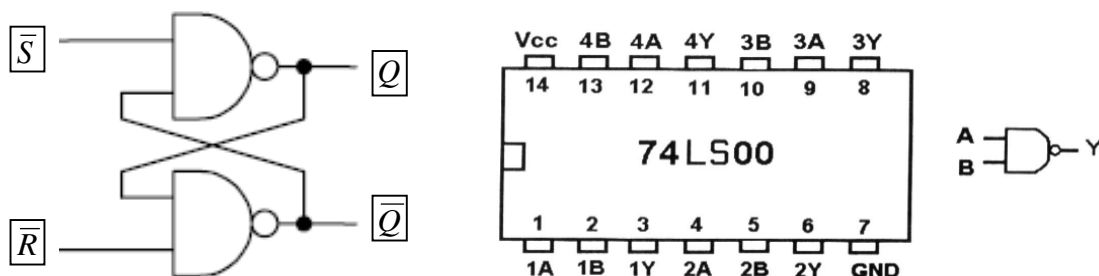 S̅
Q
R̅
Q̅
Vcc 4B 4A 4Y 3B 3A 3Y
14 13 12 11 10 9 8
74LS00
1 2 3 4 5 6 7
1A 1B 1Y 2A 2B 2Y GND
A
B
Y